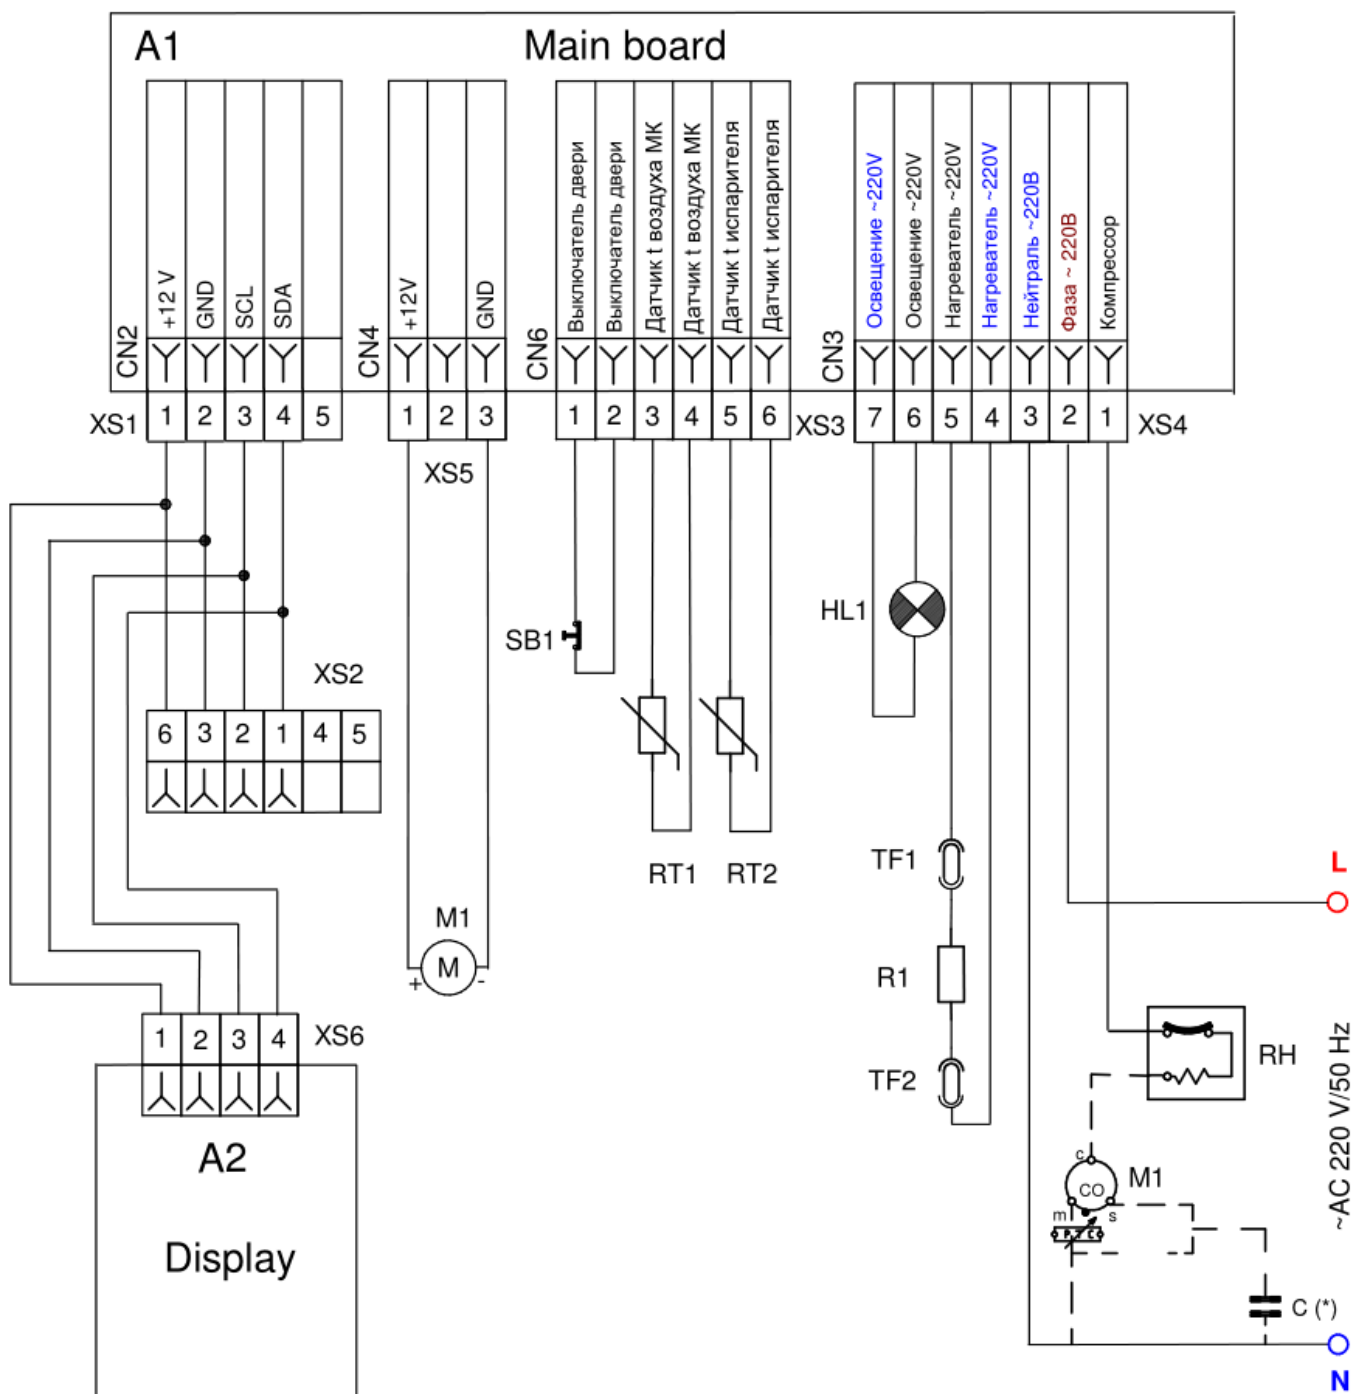 A1
Main board
+12 V
GND
SCL
SDA
+12V
GND
Выключатель двери
Выключатель двери
Датчик t воздуха МК
Датчик t воздуха МК
Датчик t испарителя
Датчик t испарителя
Освещение ~220V
Освещение ~220V
Нагреватель ~220V
Нагреватель ~220V
Нейтраль ~220В
Фаза ~ 220В
Компрессор
CN2
CN4
CN6
CN3
XS1
1 2 3 4 5
1 2 3
1 2 3 4 5 6
XS3
7 6 5 4 3 2 1
XS4
XS5
HL1
SB1
XS2
6 3 2 1 4 5
TF1
RT1
RT2
L
M1
M
+ -
R1
1 2 3 4
XS6
RH
TF2
~AC 220 V/50 Hz
A2
c
CO
M1
m
s
PTC
Display
C (*)
N